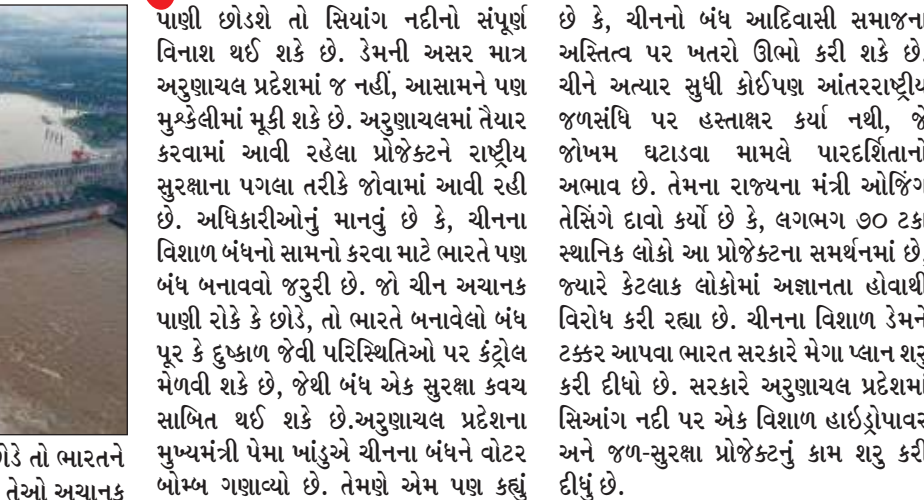 પાણી છોડશે તો સિયાંગ નદીનો સંપૂર્ણ
વિનાશ થઈ શકે છે. ડેમની અસર માત્ર
અરુણાચલ પ્રદેશમાં જ નહીં, આસામને પણ
મુશ્કેલીમાં મૂકી શકે છે. અરુણાચલમાં તૈયાર
કરવામાં આવી રહેલા પ્રોજેક્ટને રાષ્ટ્રીય
સુરક્ષાના પગલા તરીકે જોવામાં આવી રહી
છે. અધિકારીઓનું માનવું છે કે, ચીનના
વિશાળ બંધનો સામનો કરવા માટે ભારતે પણ
બંધ બનાવવો જરૂરી છે. જો ચીન અચાનક
પાણી રોકે કે છોડે, તો ભારતે બનાવેલો બંધ
પૂર કે દુષ્કાળ જેવી પરિસ્થિતિઓ પર કંટ્રોલ
મેળવી શકે છે, જેથી બંધ એક સુરક્ષા કવચ
સાબિત થઈ શકે છે.અરુણાચલ પ્રદેશના
મુખ્યમંત્રી પેમા ખાંડુએ ચીનના બંધને વોટર
બોમ્બ ગણાવ્યો છે. તેમણે એમ પણ કહ્યું
છે કે, ચીનનો બંધ આદિવાસી સમાજના
અસ્તિત્વ પર ખતરો ઊભો કરી શકે છે.
ચીને અત્યાર સુધી કોઈપણ આંતરરાષ્ટ્રીય
જળસંધિ પર હસ્તાક્ષર કર્યા નથી, જે
જોખમ ઘટાડવા મામલે પારદર્શિતાનો
અભાવ છે. તેમના રાજ્યના મંત્રી ઓજિંગ
તેસિંગે દાવો કર્યો છે કે, લગભગ ૭૦ ટકા
સ્થાનિક લોકો આ પ્રોજેક્ટના સમર્થનમાં છે,
જ્યારે કેટલાક લોકોમાં અજ્ઞાનતા હોવાથી
વિરોધ કરી રહ્યા છે. ચીનના વિશાળ ડેમને
ટક્કર આપવા ભારત સરકારે મેગા પ્લાન શરુ
કરી દીધો છે. સરકારે અરુણાચલ પ્રદેશમાં
સિઆંગ નદી પર એક વિશાળ હાઇડ્રોપાવર
અને જળ-સુરક્ષા પ્રોજેક્ટનું કામ શરુ કરી
દીધું છે.
તો ભારતને
તેઓ અચાનક